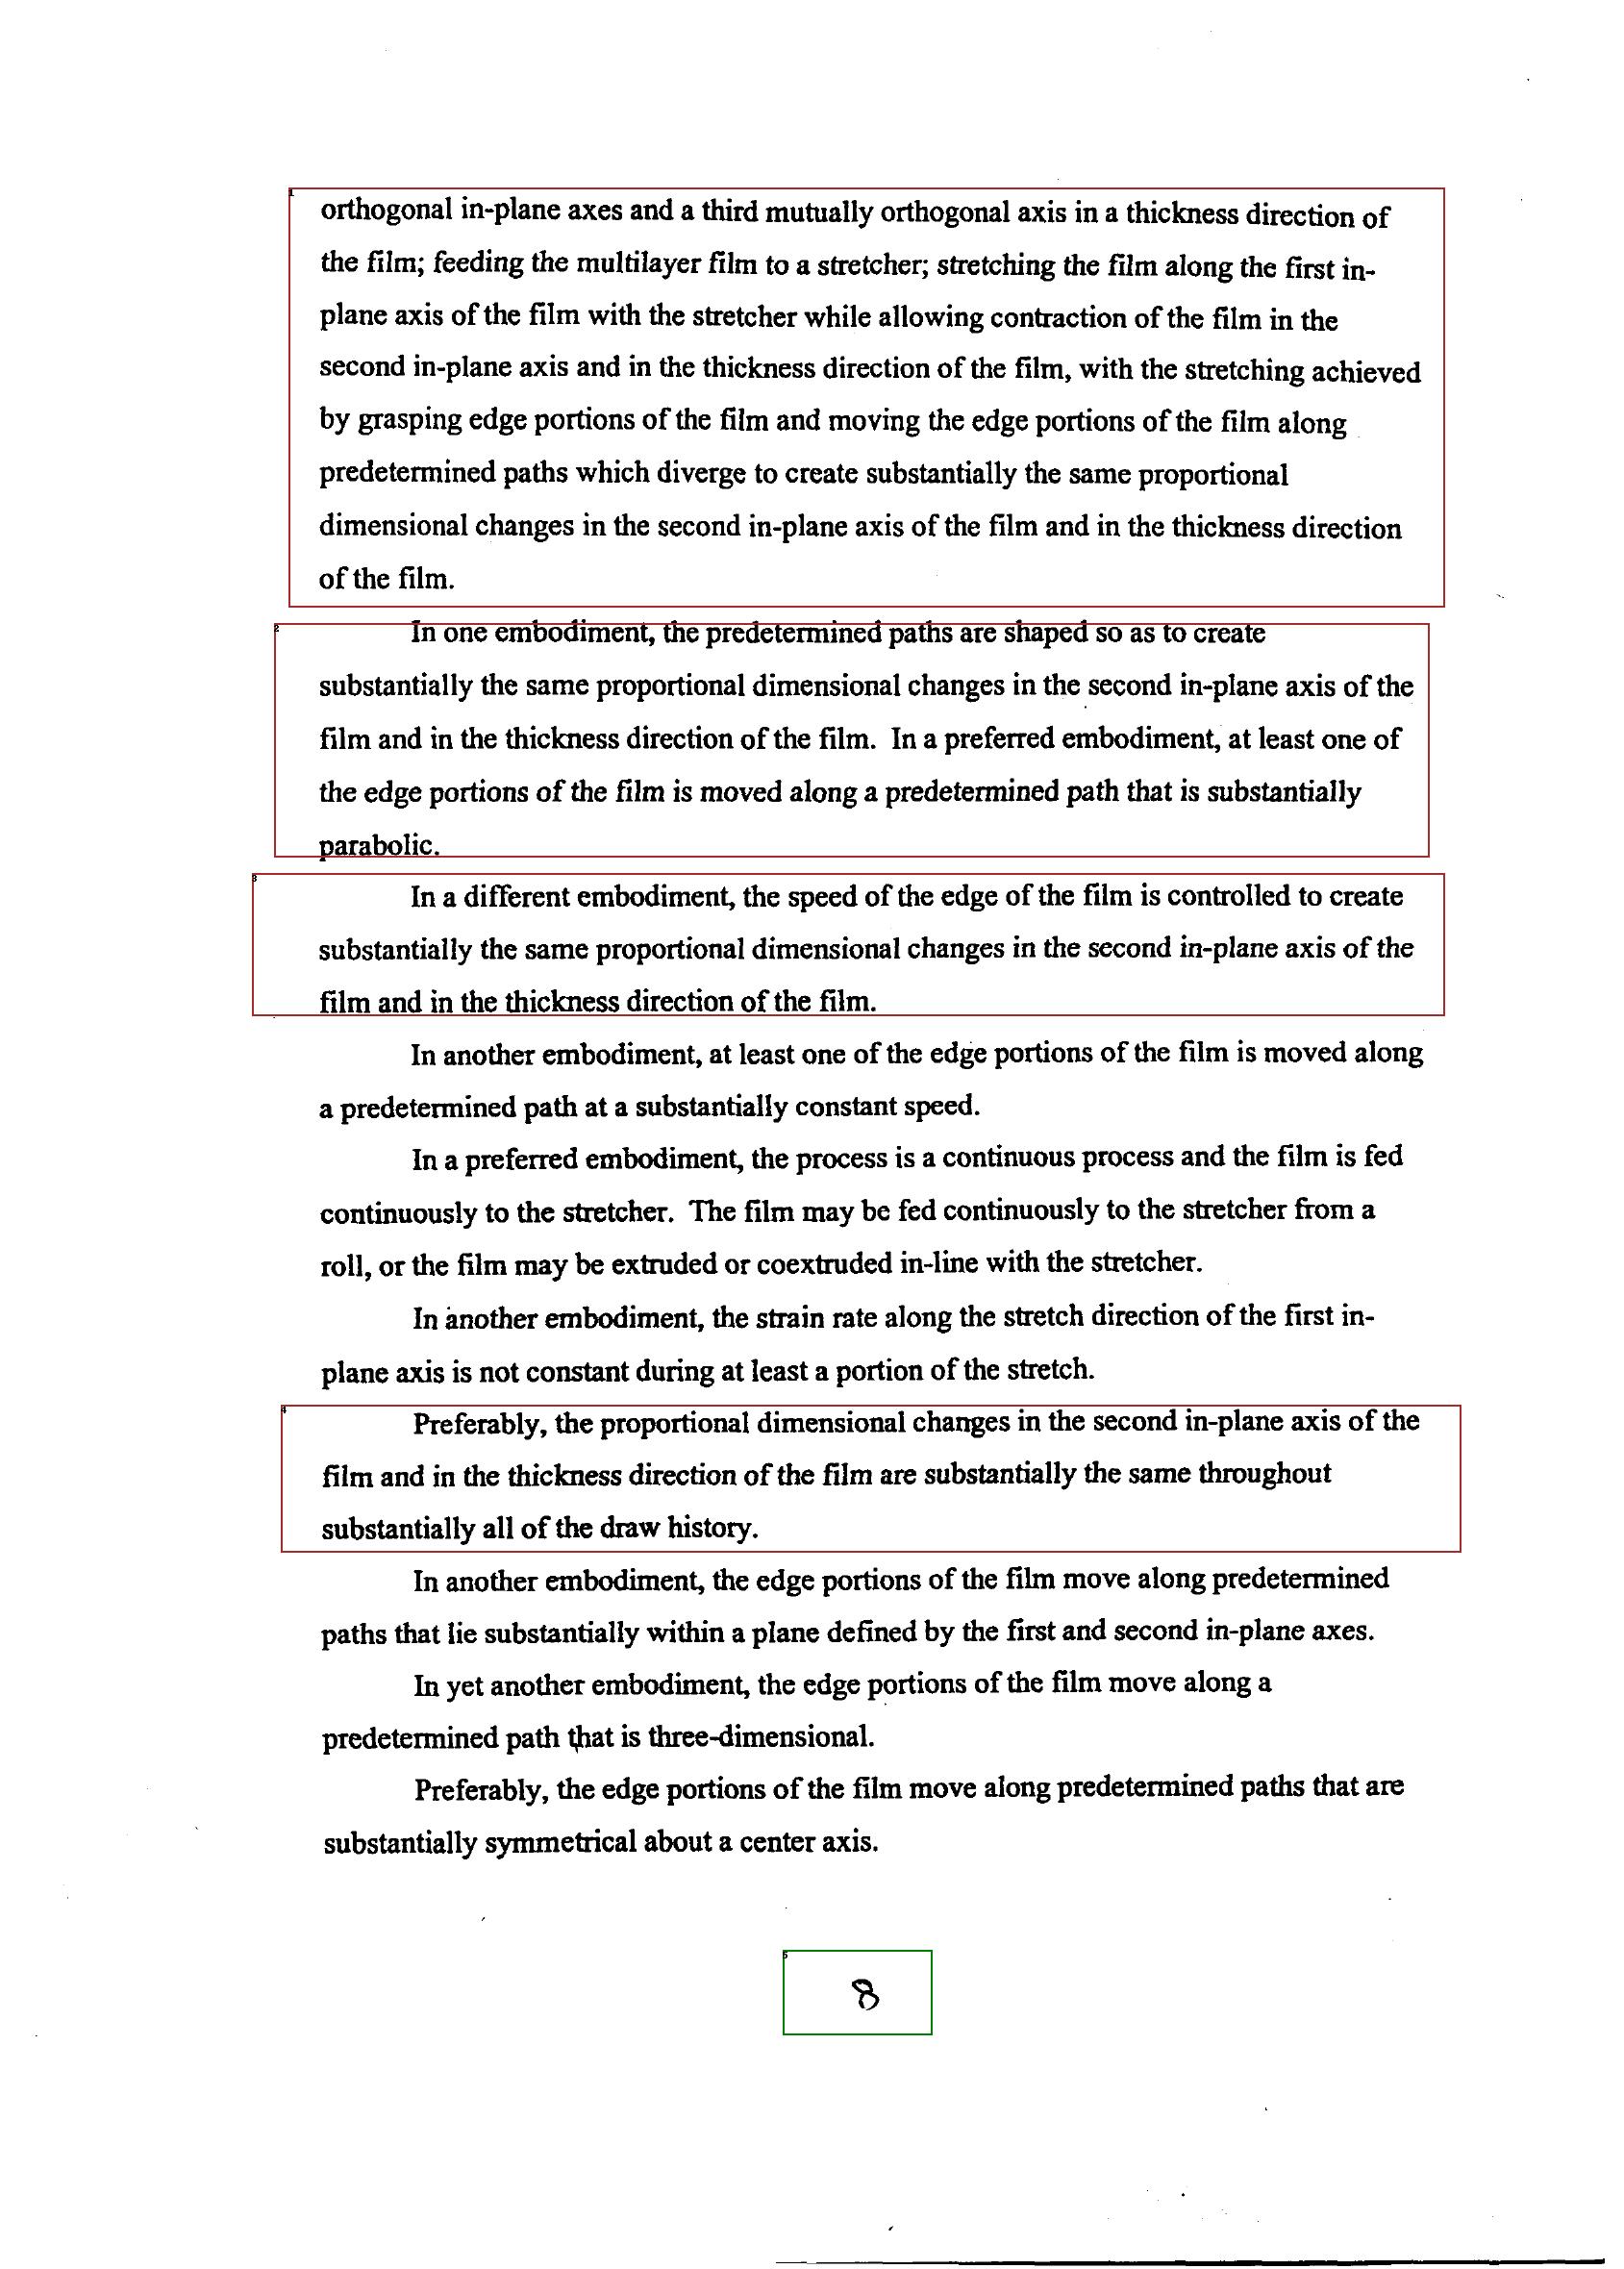 orthogonal in-plane axes and a third mutually orthogonal axis in a thickness direction of
the film; feeding the multilayer film to a stretcher; stretching the film along the first in-
plane axis of the film with the stretcher while allowing contraction of the film in the
second in-plane axis and in the thickness direction of the film, with the stretching achieved
by grasping edge portions of the film and moving the edge portions of the film along
predetermined paths which diverge to create substantially the same proportional
dimensional changes in the second in-plane axis of the film and in the thickness direction
of the film.
In one embodiment, the predetermined paths are shaped so as to create
substantially the same proportional dimensional changes in the second in-plane axis of the
film and in the thickness direction of the film. In a preferred embodiment, at least one of
the edge portions of the film is moved along a predetermined path that is substantially
parabolic.
In a different embodiment, the speed of the edge of the film is controlled to create
substantially the same proportional dimensional changes in the second in-plane axis of the
film and in the thickness direction of the film.
In another embodiment, at least one of the edge portions of the film is moved along
a predetermined path at a substantially constant speed.
In a preferred embodiment, the process is a continuous process and the film is fed
continuously to the stretcher. The film may be fed continuously to the stretcher from a
roll, or the film may be extruded or coextruded in-line with the stretcher.
In another embodiment, the strain rate along the stretch direction of the first in-
plane axis is not constant during at least a portion of the stretch.
Preferably, the proportional dimensional changes in the second in-plane axis of the
film and in the thickness direction of the film are substantially the same throughout
substantially all of the draw history.
In another embodiment, the edge portions of the film move along predetermined
paths that lie substantially within a plane defined by the first and second in-plane axes.
In yet another embodiment, the edge portions of the film move along a
predetermined path that is three-dimensional.
Preferably, the edge portions of the film move along predetermined paths that are
substantially symmetrical about a center axis.
8